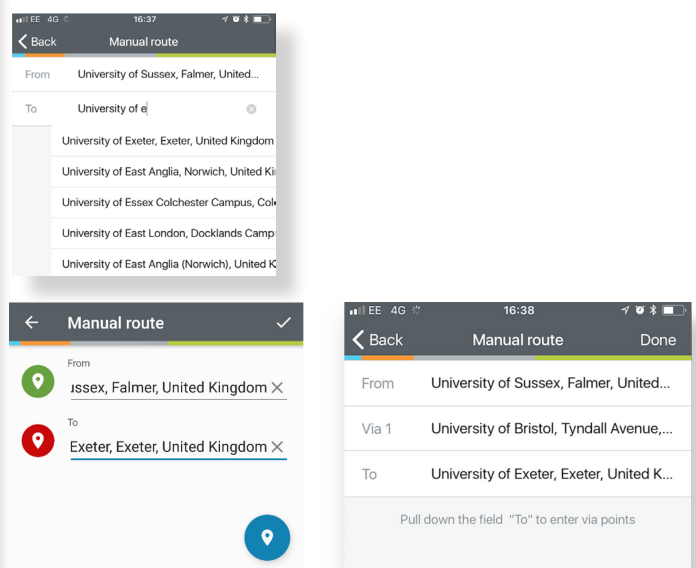 EE 4G 16:37
Back Manual route
From University of Sussex, Falmer, United...
To University of e
University of Exeter, Exeter, United Kingdom
University of East Anglia, Norwich, United Ki
University of Essex Colchester Campus, Col
University of East London, Docklands Camp
University of East Anglia (Norwich), United K
Manual route
From
ussex, Falmer, United Kingdom
To
Exeter, Exeter, United Kingdom
EE 4G 16:38
Back Manual route Done
From University of Sussex, Falmer, United...
Via 1 University of Bristol, Tyndall Avenue,...
To University of Exeter, Exeter, United K...
Pull down the field "To" to enter via points